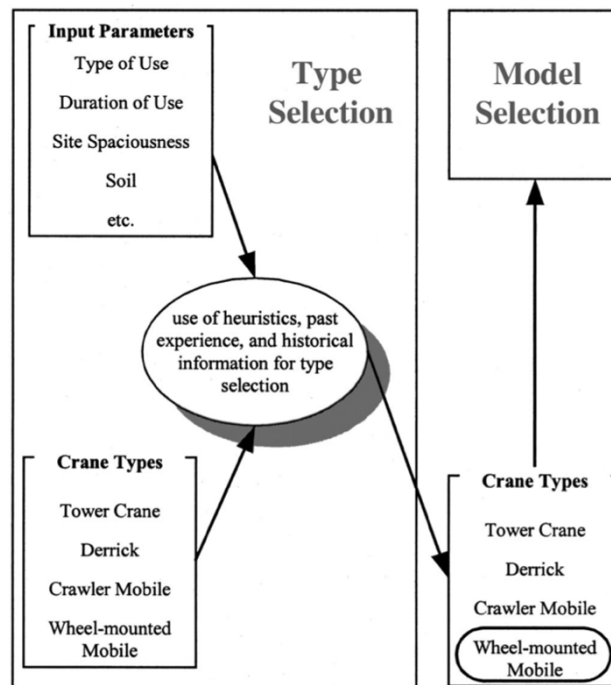 Input Parameters
Type of Use
Duration of Use
Site Spaciousness
Soil
etc.
Type
Selection
Model
Selection
use of heuristics, past
experience, and historical
information for type
selection
Crane Types
Tower Crane
Derrick
Crawler Mobile
Wheel-mounted
Mobile
Crane Types
Tower Crane
Derrick
Crawler Mobile
Wheel-mounted
Mobile